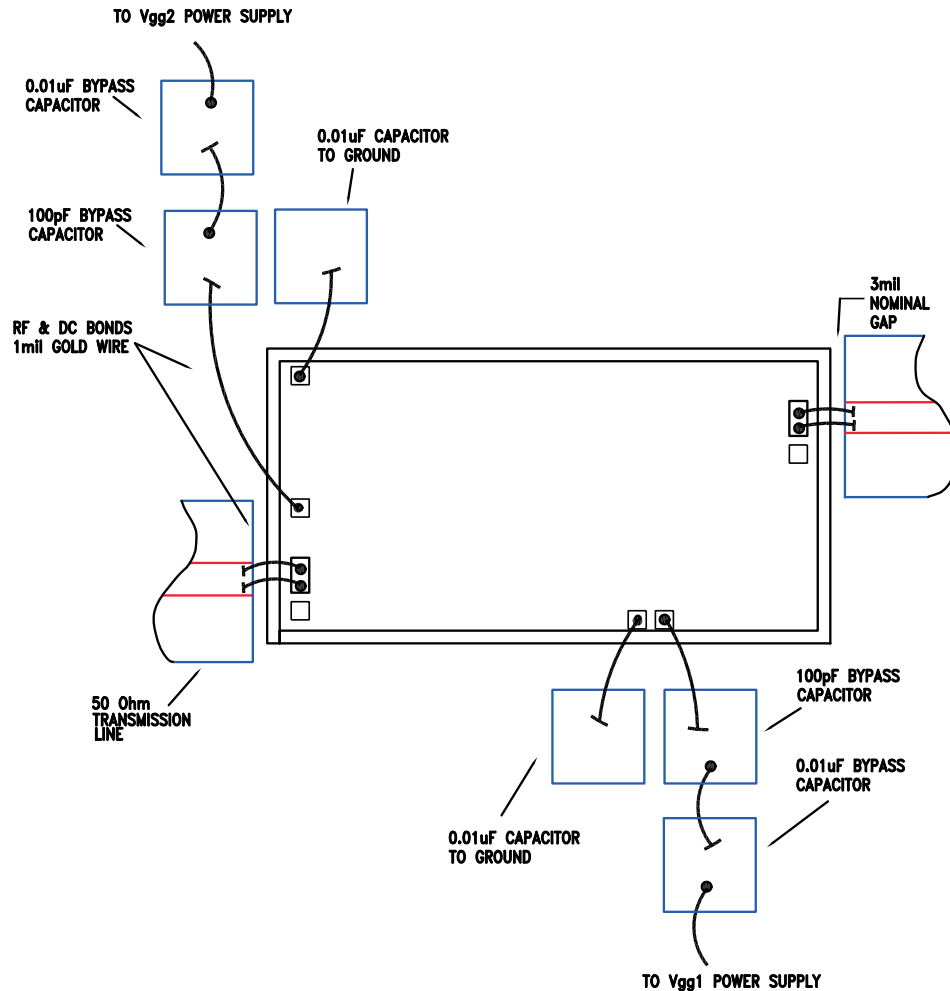 TO Vgg2 POWER SUPPLY
0.01uF BYPASS
CAPACITOR
0.01uF CAPACITOR
TO GROUND
100pF BYPASS
CAPACITOR
3mil
NOMINAL
GAP
RF & DC BONDS
1mil GOLD WIRE
50 Ohm
TRANSMISSION
LINE
100pF BYPASS
CAPACITOR
0.01uF BYPASS
CAPACITOR
0.01uF CAPACITOR
TO GROUND
TO Vgg1 POWER SUPPLY